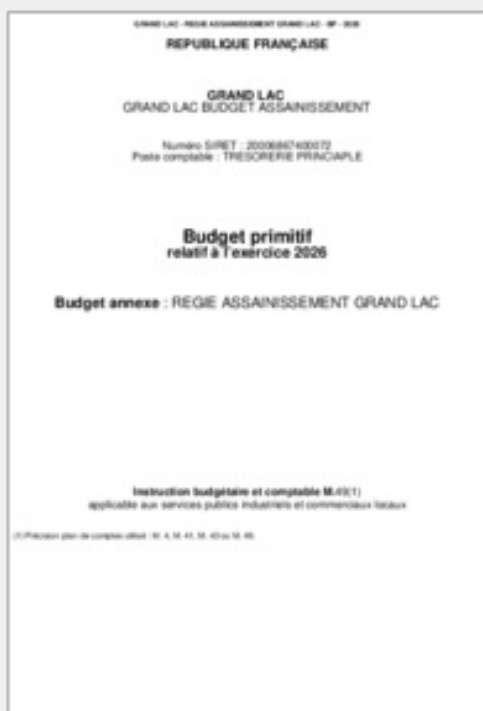 GRAND LAC - REGIE ASSAINISSEMENT GRAND LAC - BP - 2026
REPUBLIQUE FRANÇAISE
GRAND LAC
GRAND LAC BUDGET ASSAINISSEMENT
Numéro SIRET : 20006867400072
Poste comptable : TRESORERIE PRINCIAPLE
Budget primitif
relatif à l'exercice 2026
Budget annexe : REGIE ASSAINISSEMENT GRAND LAC
Instruction budgétaire et comptable M.49(1)
applicable aux services publics industriels et commerciaux locaux
(1) Précision plan de comptes utilisé : M. 4, M. 41, M. 43 ou M. 49.